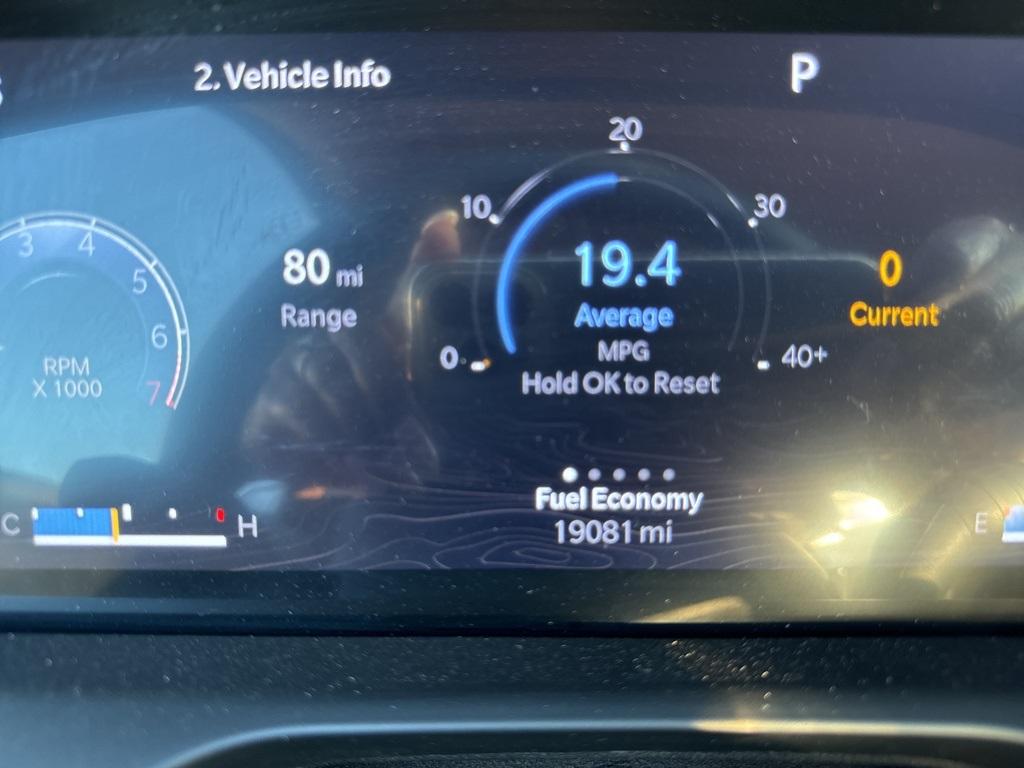 2. Vehicle Info
P
20
10
30
3
4
5
6
7
RPM
X 1000
80 mi
Range
19.4
Average
MPG
Hold OK to Reset
0
40+
0
Current
Fuel Economy
19081 mi
C
H
E